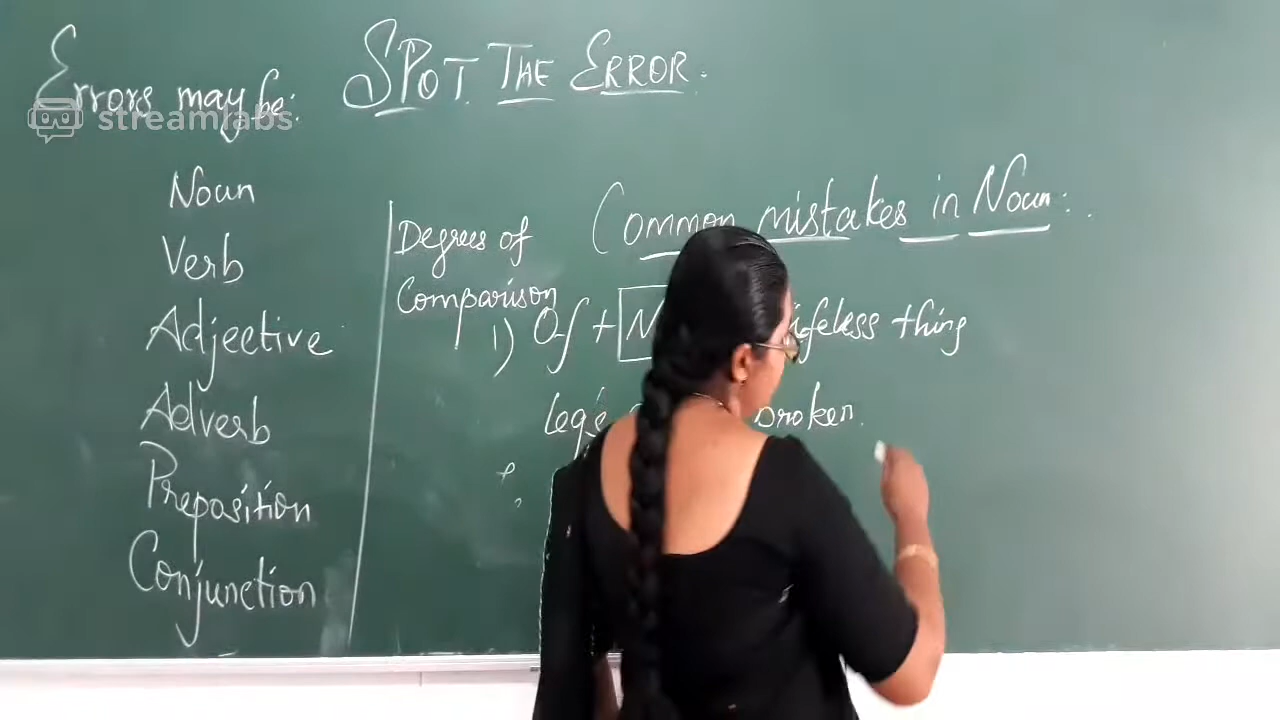 SPOT THE ERROR.
Errors may be:
streamlabs
Noun
Verb
Adjective
Adverb
Preposition
Conjunction
Degrees of
Comparison
Common mistakes in Noun:
1) Of + lifeless thing
broken.